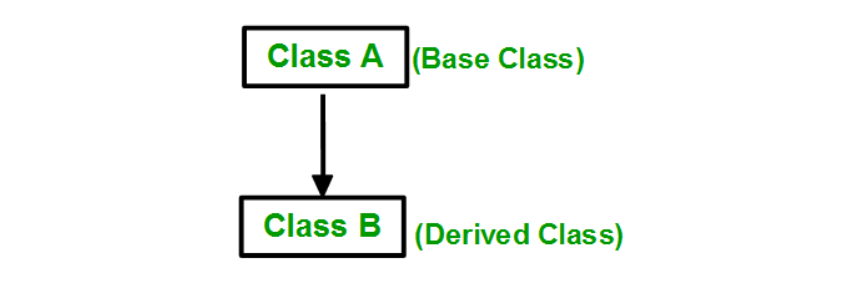 Class A (Base Class)
Class B (Derived Class)